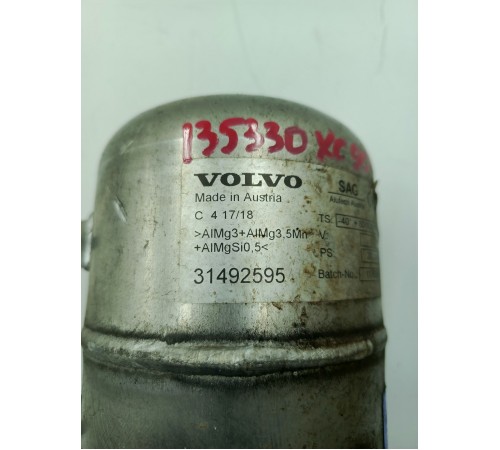 135330 XC
VOLVO
Made in Austria
C 4 17/18
>AlMg3+AlMg3,5Mn
+AlMgSi0,5<
31492595
SAG
TS:
V:
PS:
Batch-No.